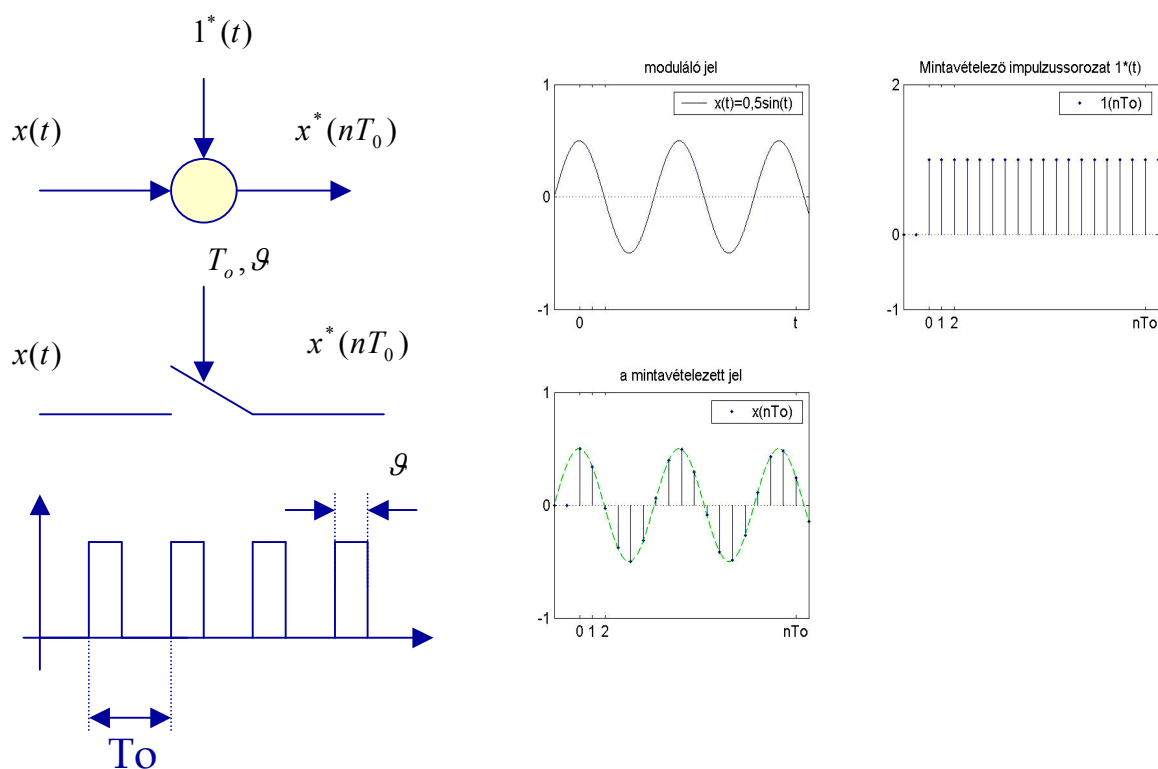 1*(t)
x(t)
x*(nT₀)
Tₒ, ϑ
x(t)
x*(nT₀)
ϑ
To
moduláló jel
x(t)=0,5sin(t)
1
0
-1
0
t
Mintavételező impulzussorozat 1*(t)
1(nTo)
2
0
-1
0 1 2
nTo
a mintavételezett jel
x(nTo)
1
0
-1
0 1 2
nTo